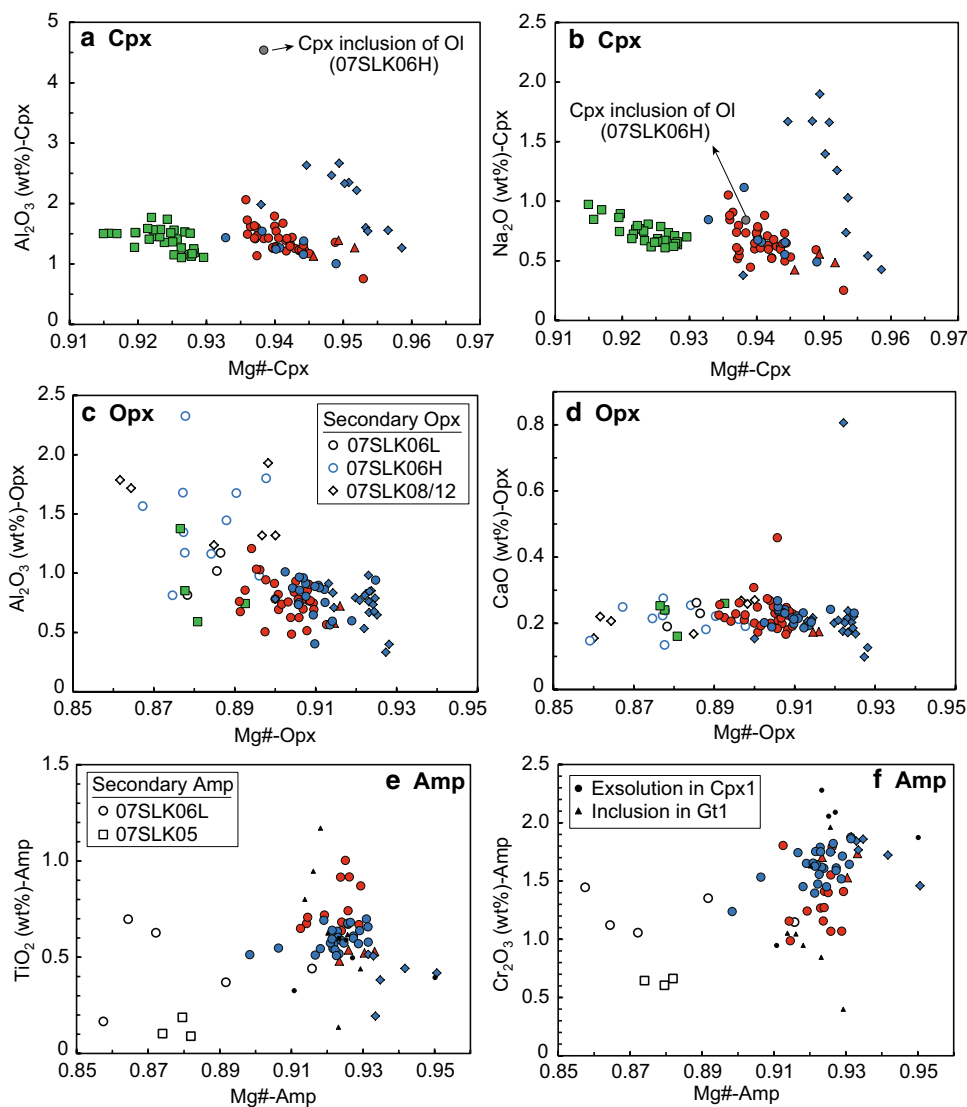 a Cpx
Cpx inclusion of Ol
(07SLK06H)
Al₂O₃ (wt%)-Cpx
5
4
3
2
1
0
0.91 0.92 0.93 0.94 0.95 0.96 0.97
Mg#-Cpx
b Cpx
Cpx inclusion of Ol
(07SLK06H)
Na₂O (wt%)-Cpx
2.5
2.0
1.5
1.0
0.5
0
0.91 0.92 0.93 0.94 0.95 0.96 0.97
Mg#-Cpx
c Opx
Secondary Opx
07SLK06L
07SLK06H
07SLK08/12
Al₂O₃ (wt%)-Opx
2.5
2.0
1.5
1.0
0.5
0
0.85 0.87 0.89 0.91 0.93 0.95
Mg#-Opx
d Opx
CaO (wt%)-Opx
0.8
0.6
0.4
0.2
0
0.85 0.87 0.89 0.91 0.93 0.95
Mg#-Opx
e Amp
Secondary Amp
07SLK06L
07SLK05
TiO₂ (wt%)-Amp
1.5
1.0
0.5
0
0.85 0.87 0.89 0.91 0.93 0.95
Mg#-Amp
f Amp
Exsolution in Cpx1
Inclusion in Gt1
Cr₂O₃ (wt%)-Amp
2.5
2.0
1.5
1.0
0.5
0
0.85 0.87 0.89 0.91 0.93 0.95
Mg#-Amp